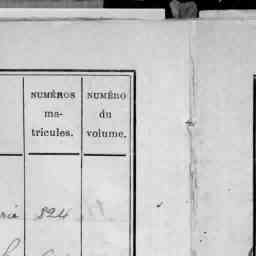 NUMÉROS
ma-
tricules.
NUMÉRO
du
volume.
824